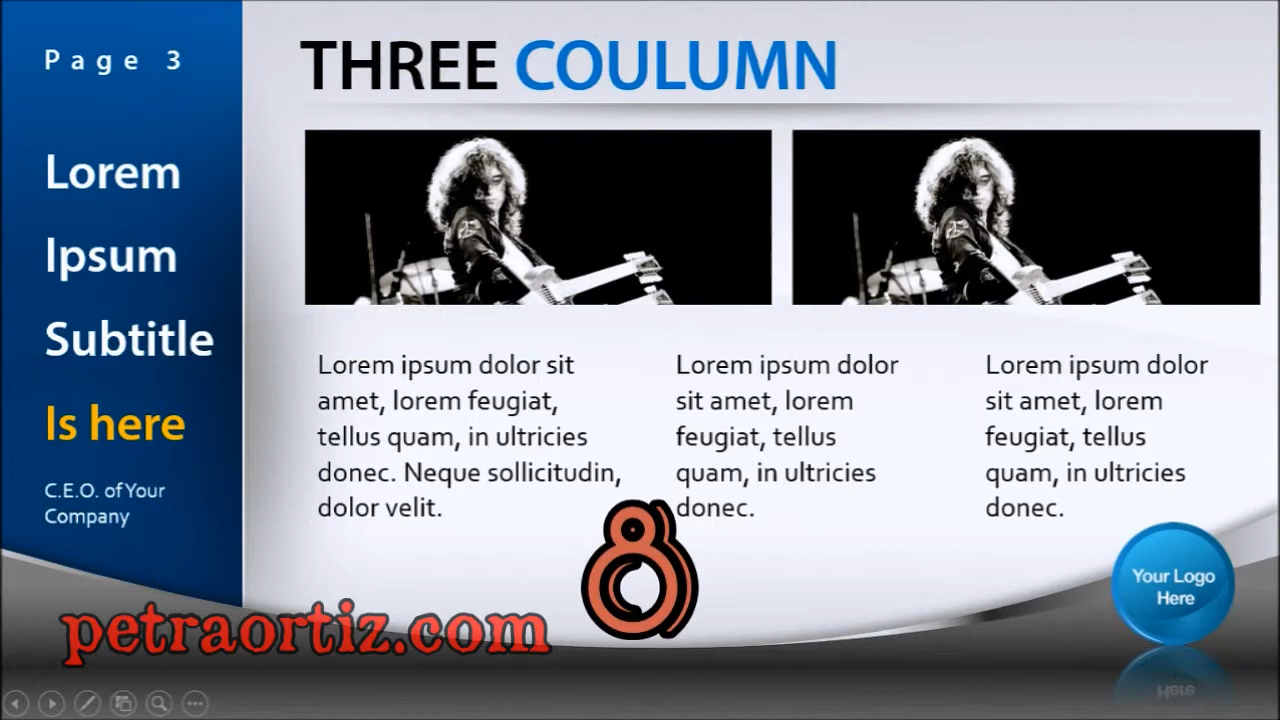 Page 3
Lorem
Ipsum
Subtitle
Is here
C.E.O. of Your
Company
THREE COULUMN
Lorem ipsum dolor sit
amet, lorem feugiat,
tellus quam, in ultricies
donec. Neque sollicitudin,
dolor velit.
Lorem ipsum dolor
sit amet, lorem
feugiat, tellus
quam, in ultricies
donec.
Lorem ipsum dolor
sit amet, lorem
feugiat, tellus
quam, in ultricies
donec.
8
petraortiz.com
Your Logo
Here
Here